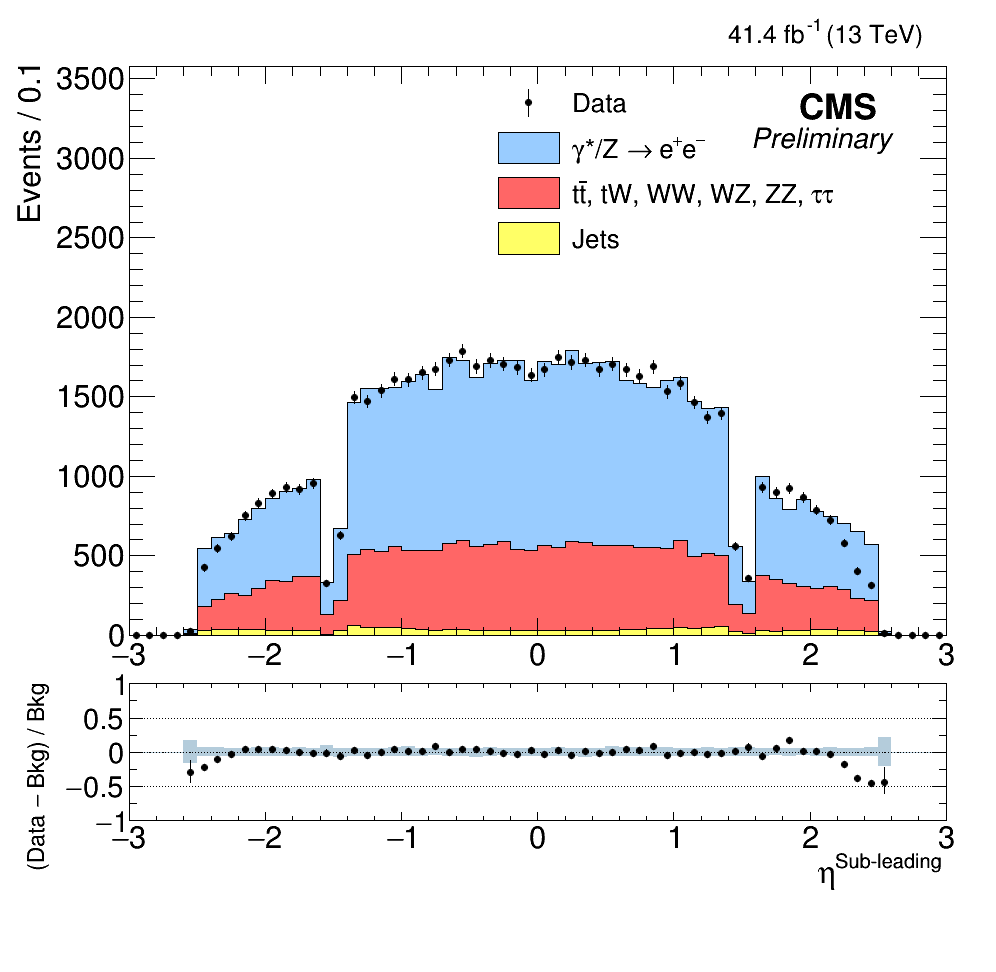 41.4 fb⁻¹ (13 TeV)
Events / 0.1
3500
3000
2500
2000
1500
1000
500
0
Data
γ*/Z → e⁺e⁻
tt̄, tW, WW, WZ, ZZ, ττ
Jets
CMS
Preliminary
−3 −2 −1 0 1 2 3
(Data − Bkg) / Bkg
1
0.5
0
−0.5
−1
−3 −2 −1 0 1 2 3
η^Sub-leading